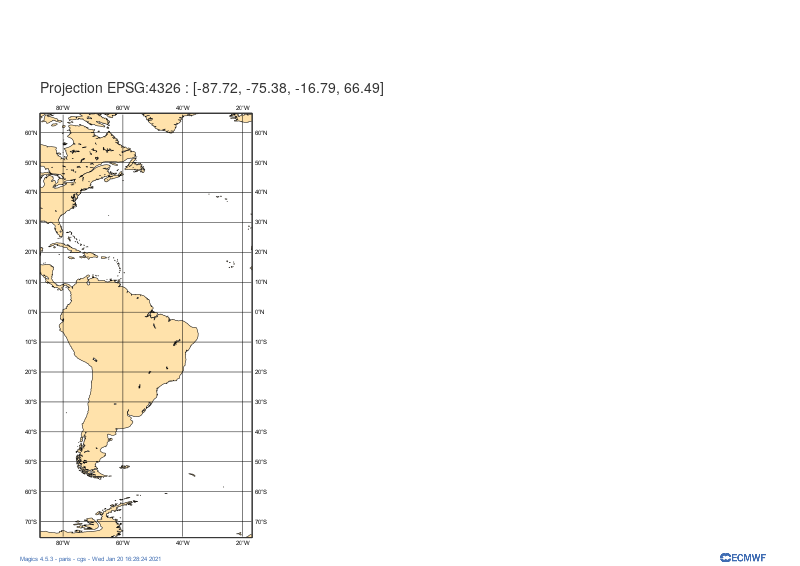 Projection EPSG:4326 : [-87.72, -75.38, -16.79, 66.49]
80°W 60°W 40°W 20°W
60°N 60°N
50°N 50°N
40°N 40°N
30°N 30°N
20°N 20°N
10°N 10°N
0°N 0°N
10°S 10°S
20°S 20°S
30°S 30°S
40°S 40°S
50°S 50°S
60°S 60°S
70°S 70°S
80°W 60°W 40°W 20°W
Magics 4.5.3 - paris - cgs - Wed Jan 20 16:28:24 2021
ECMWF